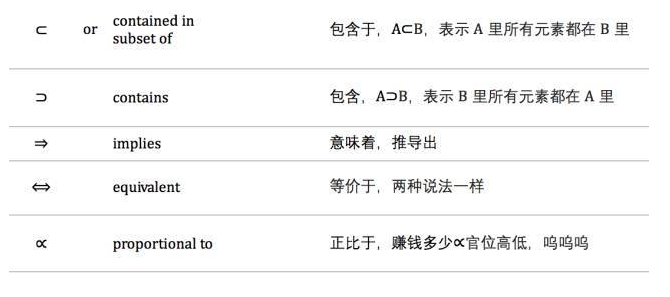 ⊂ or contained in
subset of 包含于，A⊂B，表示 A 里所有元素都在 B 里
⊃ contains 包含，A⊃B，表示 B 里所有元素都在 A 里
⇒ implies 意味着，推导出
⇔ equivalent 等价于，两种说法一样
∝ proportional to 正比于，赚钱多少∝官位高低，呜呜呜